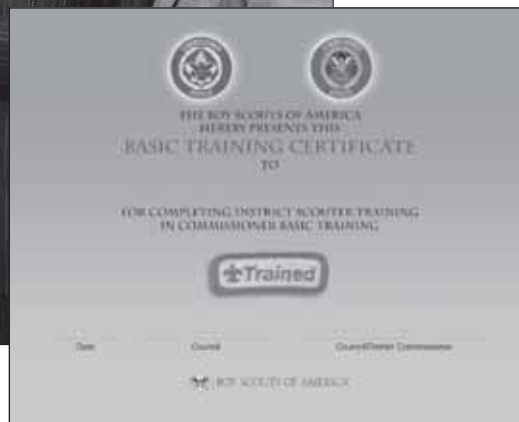 THE BOY SCOUTS OF AMERICA
HEREBY PRESENTS THIS
BASIC TRAINING CERTIFICATE
TO
FOR COMPLETING DISTRICT SCOUTER TRAINING
IN COMMISSIONER BASIC TRAINING
Trained
Date Council Council/District Commissioner
BOY SCOUTS OF AMERICA